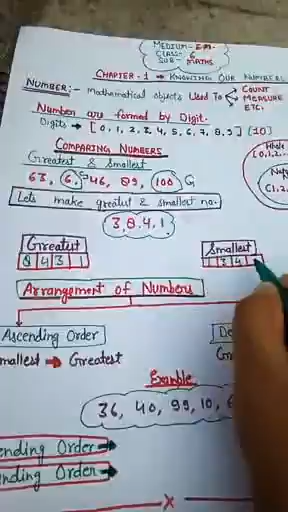 MEDIUM - E.M.
CLASS - 6
SUB - MATHS
CHAPTER - 1 → KNOWING OUR NUMBERS
NUMBER:- Mathematical objects Used To
COUNT
MEASURE
ETC.
Number are formed by Digit.
Digits → [0, 1, 2, 3, 4, 5, 6, 7, 8, 9] (10)
COMPARING NUMBERS
Greatest & Smallest
63, 6, 46, 89, 100 G
Lets make greatest & smallest no.
3, 8, 4, 1
Greatest
8 4 3 1
Smallest
1 3 4
Arrangement of Numbers
Ascending Order
Smallest → Greatest
Example
36, 40, 99, 10,
ending Order →
ending Order →
x